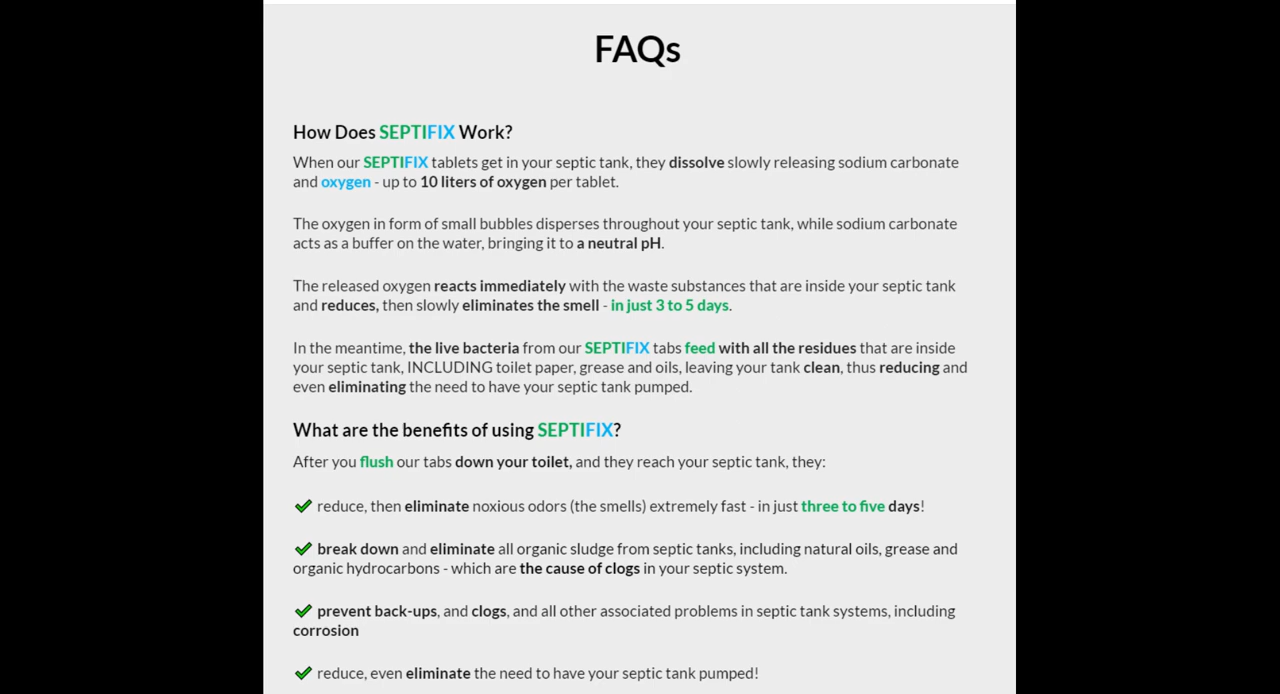 FAQs
How Does SEPTIFIX Work?
When our SEPTIFIX tablets get in your septic tank, they dissolve slowly releasing sodium carbonate
and oxygen - up to 10 liters of oxygen per tablet.
The oxygen in form of small bubbles disperses throughout your septic tank, while sodium carbonate
acts as a buffer on the water, bringing it to a neutral pH.
The released oxygen reacts immediately with the waste substances that are inside your septic tank
and reduces, then slowly eliminates the smell - in just 3 to 5 days.
In the meantime, the live bacteria from our SEPTIFIX tabs feed with all the residues that are inside
your septic tank, INCLUDING toilet paper, grease and oils, leaving your tank clean, thus reducing and
even eliminating the need to have your septic tank pumped.
What are the benefits of using SEPTIFIX?
After you flush our tabs down your toilet, and they reach your septic tank, they:
✔ reduce, then eliminate noxious odors (the smells) extremely fast - in just three to five days!
✔ break down and eliminate all organic sludge from septic tanks, including natural oils, grease and
organic hydrocarbons - which are the cause of clogs in your septic system.
✔ prevent back-ups, and clogs, and all other associated problems in septic tank systems, including
corrosion
✔ reduce, even eliminate the need to have your septic tank pumped!